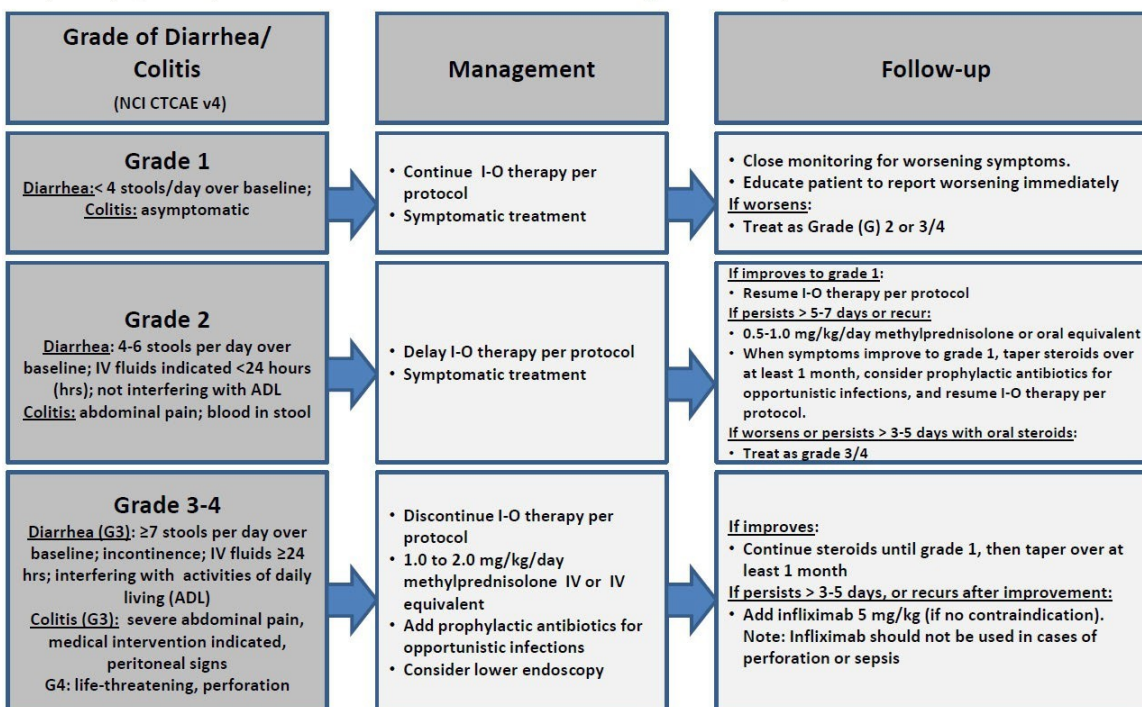 Grade of Diarrhea/
Colitis
(NCI CTCAE v4)
Management
Follow-up
Grade 1
Diarrhea:< 4 stools/day over baseline;
Colitis: asymptomatic
• Continue I-O therapy per
protocol
• Symptomatic treatment
• Close monitoring for worsening symptoms.
• Educate patient to report worsening immediately
If worsens:
• Treat as Grade (G) 2 or 3/4
Grade 2
Diarrhea: 4-6 stools per day over
baseline; IV fluids indicated <24 hours
(hrs); not interfering with ADL
Colitis: abdominal pain; blood in stool
• Delay I-O therapy per protocol
• Symptomatic treatment
If improves to grade 1:
• Resume I-O therapy per protocol
If persists > 5-7 days or recur:
• 0.5-1.0 mg/kg/day methylprednisolone or oral equivalent
• When symptoms improve to grade 1, taper steroids over
at least 1 month, consider prophylactic antibiotics for
opportunistic infections, and resume I-O therapy per
protocol.
If worsens or persists > 3-5 days with oral steroids:
• Treat as grade 3/4
Grade 3-4
Diarrhea (G3): ≥7 stools per day over
baseline; incontinence; IV fluids ≥24
hrs; interfering with activities of daily
living (ADL)
Colitis (G3): severe abdominal pain,
medical intervention indicated,
peritoneal signs
G4: life-threatening, perforation
• Discontinue I-O therapy per
protocol
• 1.0 to 2.0 mg/kg/day
methylprednisolone IV or IV
equivalent
• Add prophylactic antibiotics for
opportunistic infections
• Consider lower endoscopy
If improves:
• Continue steroids until grade 1, then taper over at
least 1 month
If persists > 3-5 days, or recurs after improvement:
• Add infliximab 5 mg/kg (if no contraindication).
Note: Infliximab should not be used in cases of
perforation or sepsis